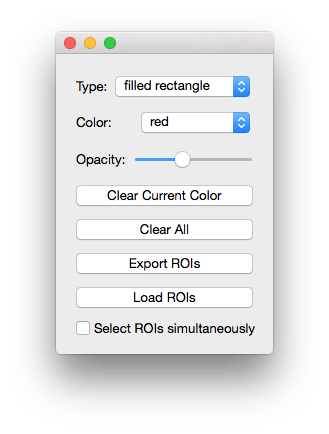 Type: filled rectangle
Color: red
Opacity:
Clear Current Color
Clear All
Export ROIs
Load ROIs
Select ROIs simultaneously